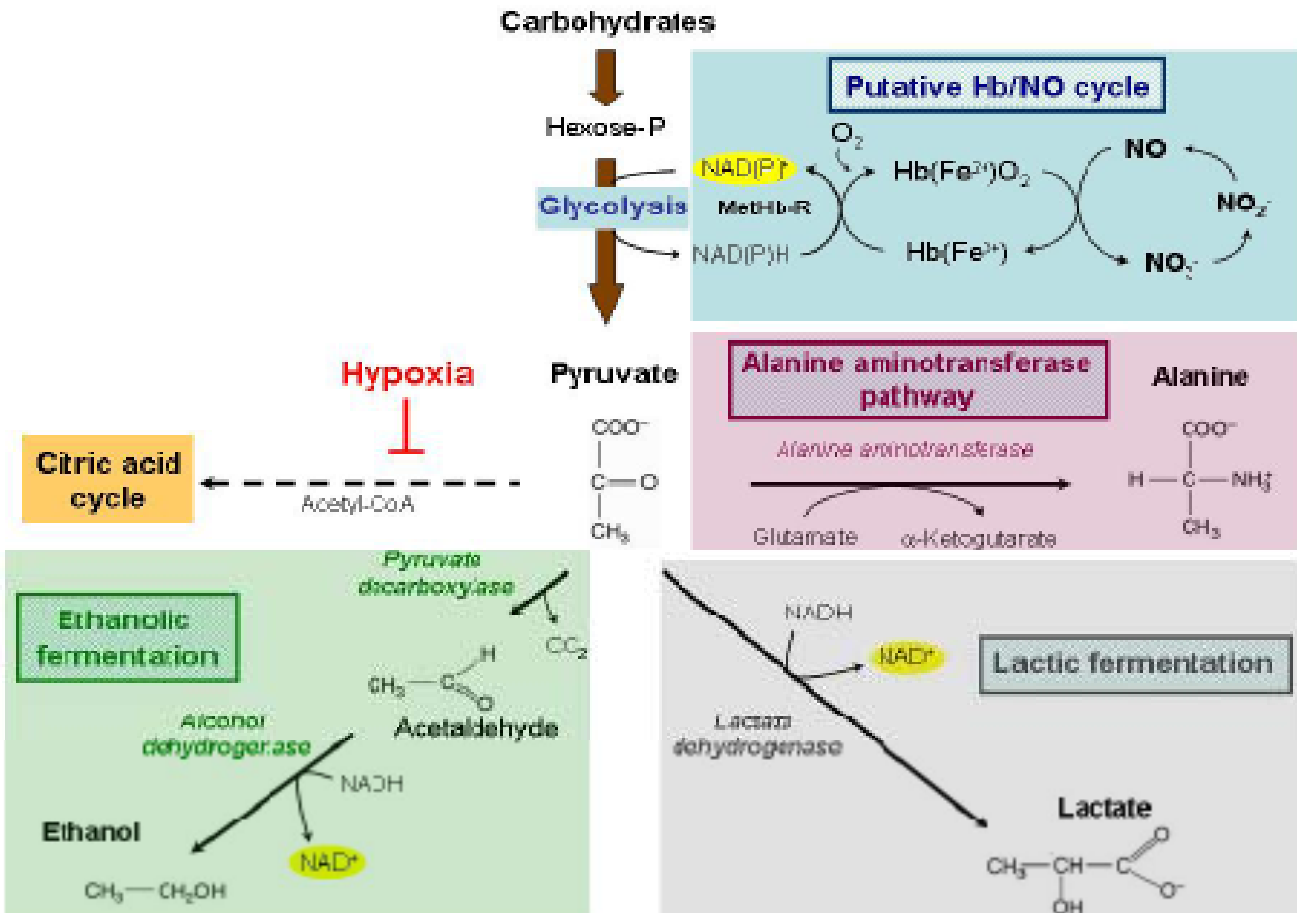 Carbohydrates
Putative Hb/NO cycle
Hexose-P
O2
NAD(P)+
Hb(Fe2+)O2
NO
NO2-
Glycolysis
MetHb-R
NAD(P)H
Hb(Fe3+)
NO3-
Hypoxia
Pyruvate
Alanine aminotransferase
pathway
Alanine
COO-
C—O
CH3
Alanine aminotransferase
COO-
H—C—NH3+
CH3
Citric acid
cycle
Acetyl-CoA
Glutamate
α-Ketogutarate
Pyruvate
decarboxylase
Ethanolic
fermentation
CO2
NADH
NAD+
Lactic fermentation
H
CH3—C
O
Acetaldehyde
Alcohol
dehydrogenase
Lactate
dehydrogenase
NADH
Ethanol
NAD+
CH3—CH2OH
Lactate
O
CH3—CH—C
O-
OH